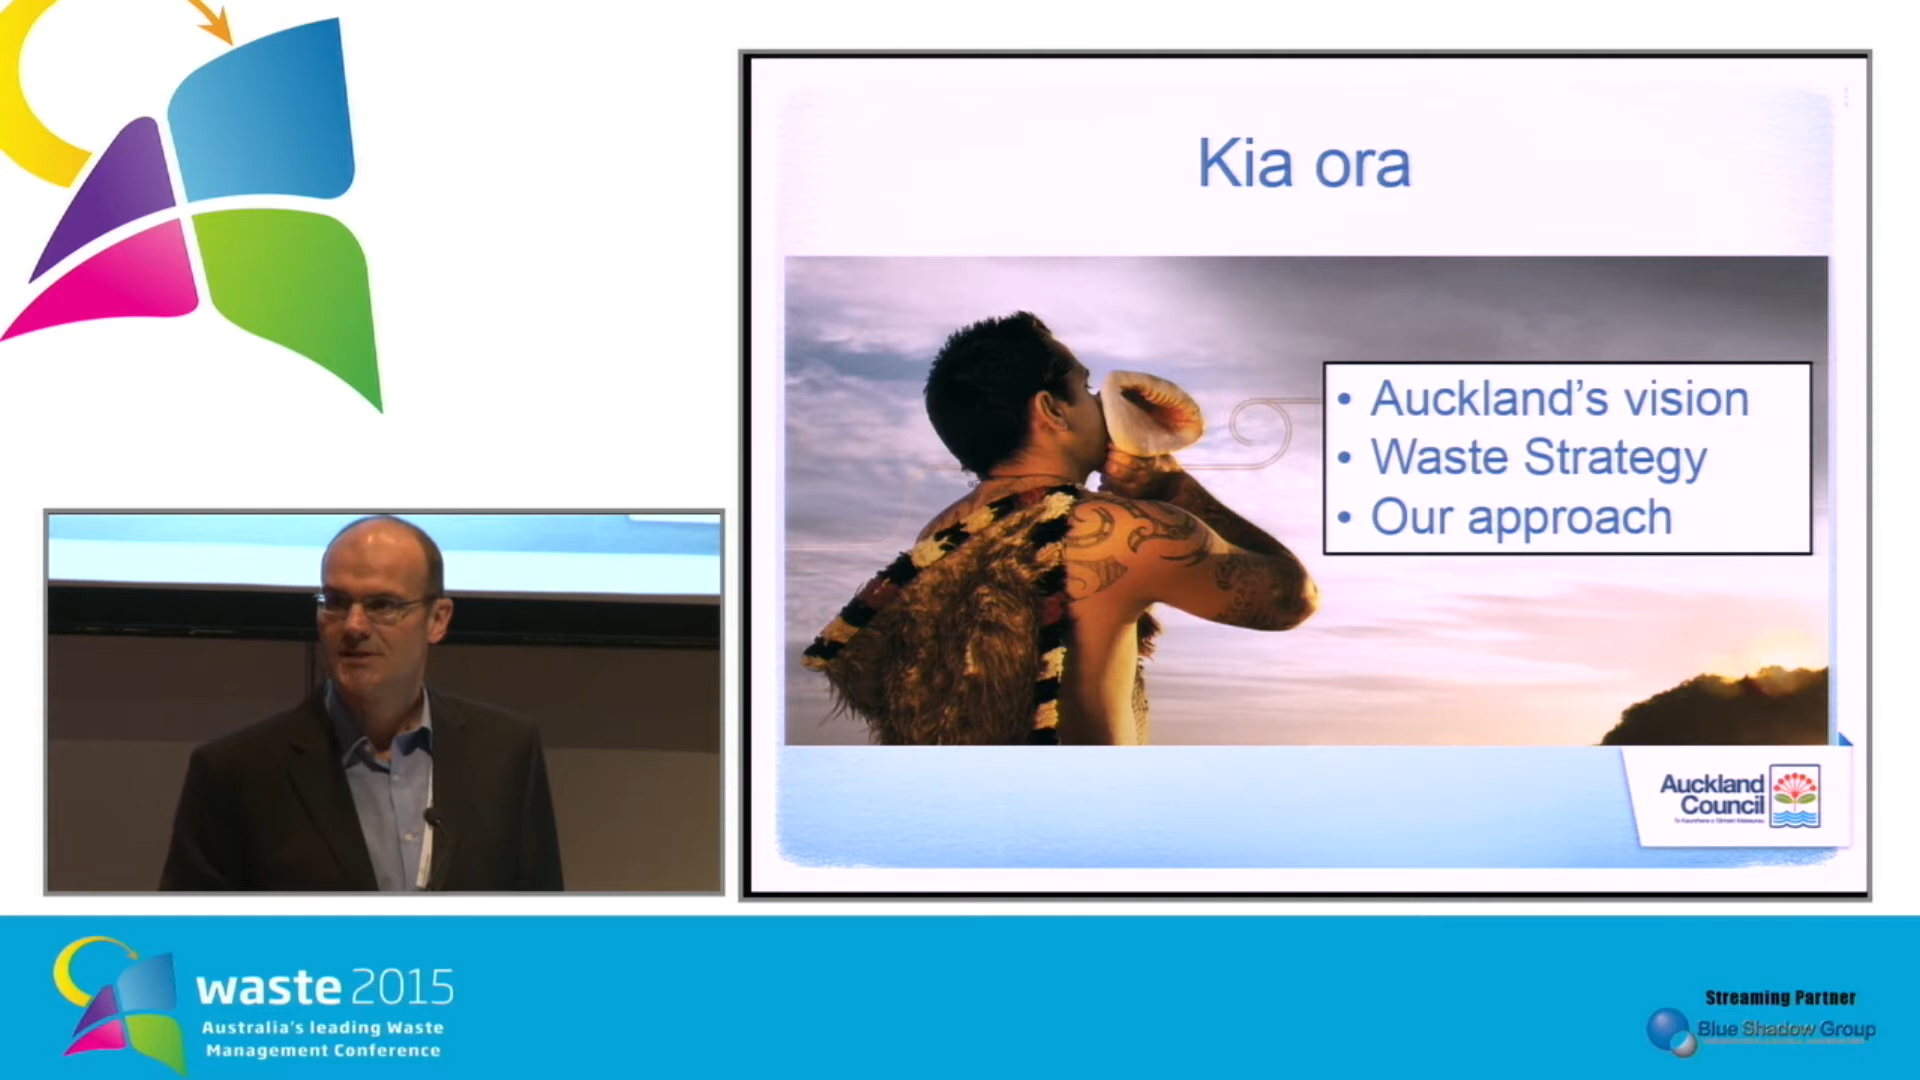 Kia ora
• Auckland's vision
• Waste Strategy
• Our approach
Auckland
Council
waste 2015
Australia's leading Waste
Management Conference
Streaming Partner
Blue Shadow Group